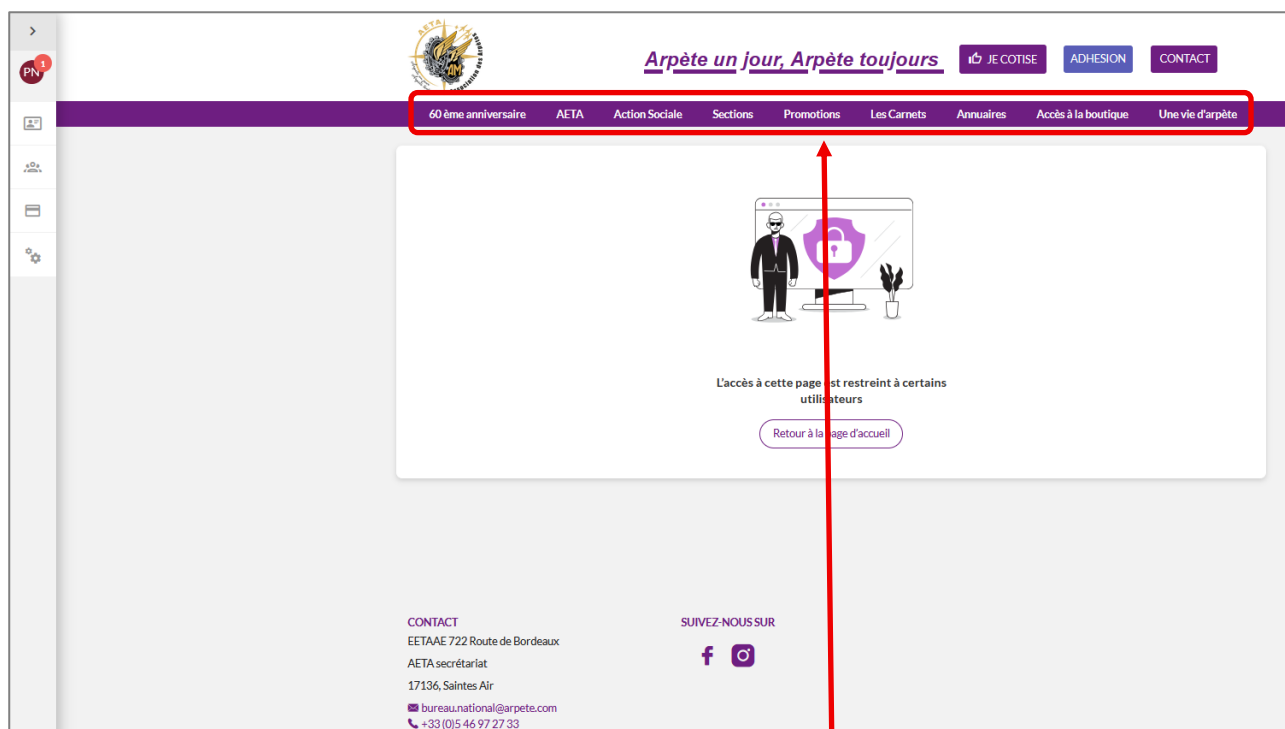 PN
1
AETA
AM
Arpète un jour, Arpète toujours
JE COTISE
ADHESION
CONTACT
60 ème anniversaire AETA Action Sociale Sections Promotions Les Carnets Annuaires Accès à la boutique Une vie d'arpète
L'accès à cette page est restreint à certains
utilisateurs
Retour à la page d'accueil
CONTACT
EETAAE 722 Route de Bordeaux
AETA secrétariat
17136, Saintes Air
bureau.national@arpete.com
+33 (0)5 46 97 27 33
SUIVEZ-NOUS SUR